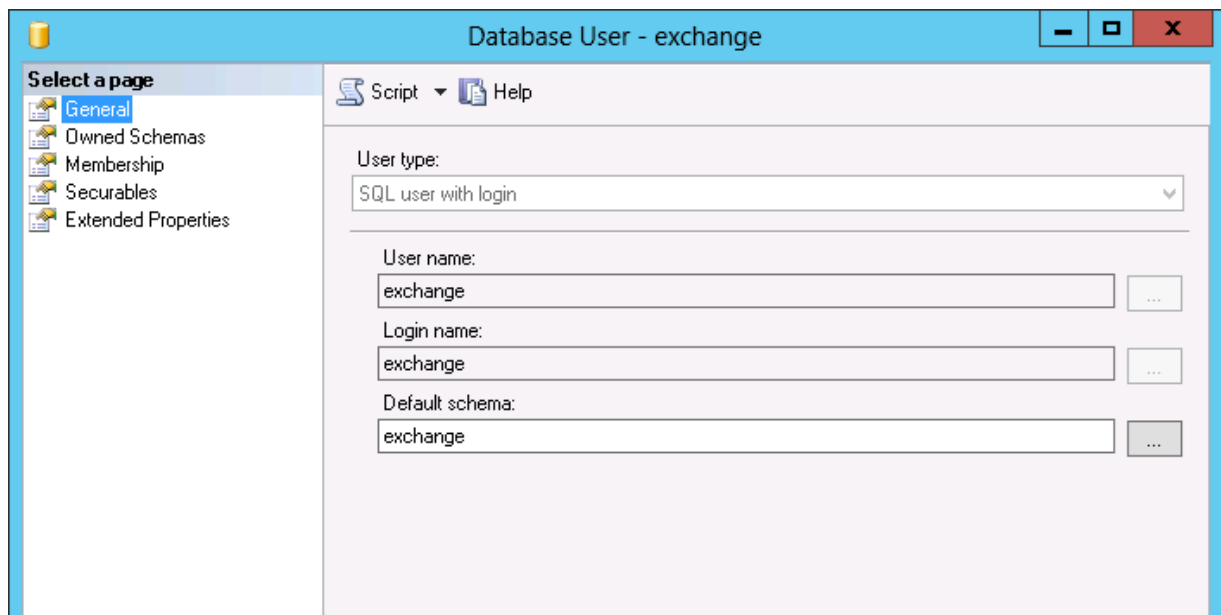 Database User - exchange
Select a page
General
Owned Schemas
Membership
Securables
Extended Properties
Script
Help
User type:
SQL user with login
User name:
exchange
...
Login name:
exchange
...
Default schema:
exchange
...